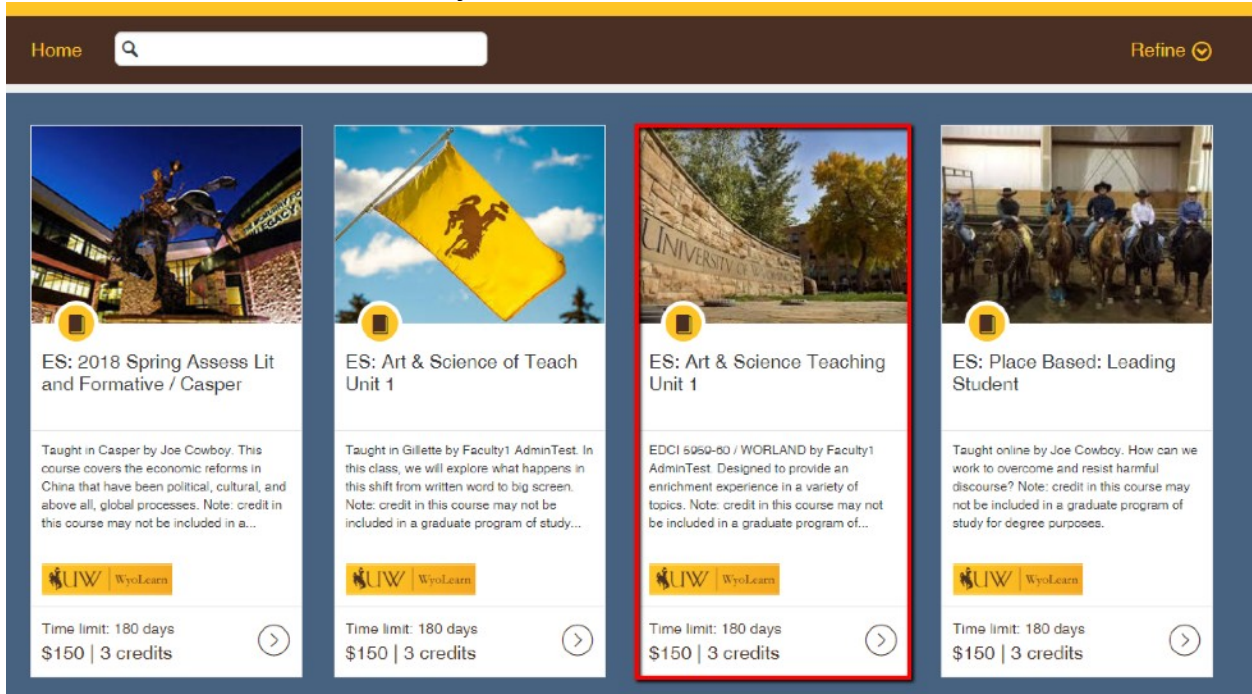 Home
Refine
ES: 2018 Spring Assess Lit
and Formative / Casper
Taught in Casper by Joe Cowboy. This
course covers the economic reforms in
China that have been political, cultural, and
above all, global processes. Note: credit in
this course may not be included in a...
UW WyoLearn
Time limit: 180 days
$150 | 3 credits
ES: Art & Science of Teach
Unit 1
Taught in Gillette by Faculty1 AdminTest. In
this class, we will explore what happens in
this shift from written word to big screen.
Note: credit in this course may not be
included in a graduate program of study...
UW WyoLearn
Time limit: 180 days
$150 | 3 credits
UNIVERSITY OF
ES: Art & Science Teaching
Unit 1
EDCI 5959-60 / WORLAND by Faculty1
AdminTest. Designed to provide an
enrichment experience in a variety of
topics. Note: credit in this course may not
be included in a graduate program of...
UW WyoLearn
Time limit: 180 days
$150 | 3 credits
ES: Place Based: Leading
Student
Taught online by Joe Cowboy. How can we
work to overcome and resist harmful
discourse? Note: credit in this course may
not be included in a graduate program of
study for degree purposes.
UW WyoLearn
Time limit: 180 days
$150 | 3 credits